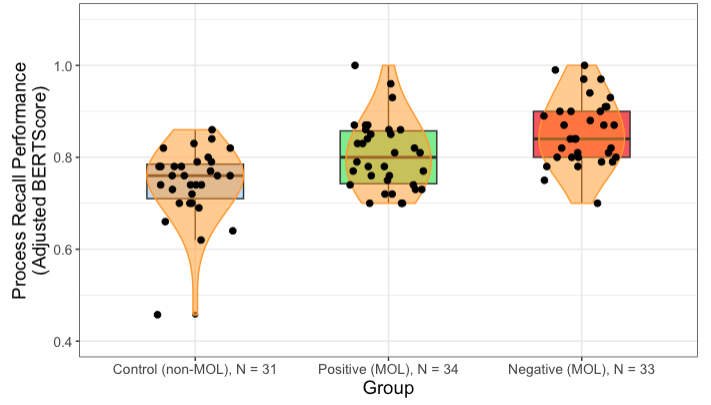 Process Recall Performance
(Adjusted BERTScore)
1.0
0.8
0.6
0.4
Control (non-MOL), N = 31
Positive (MOL), N = 34
Negative (MOL), N = 33
Group